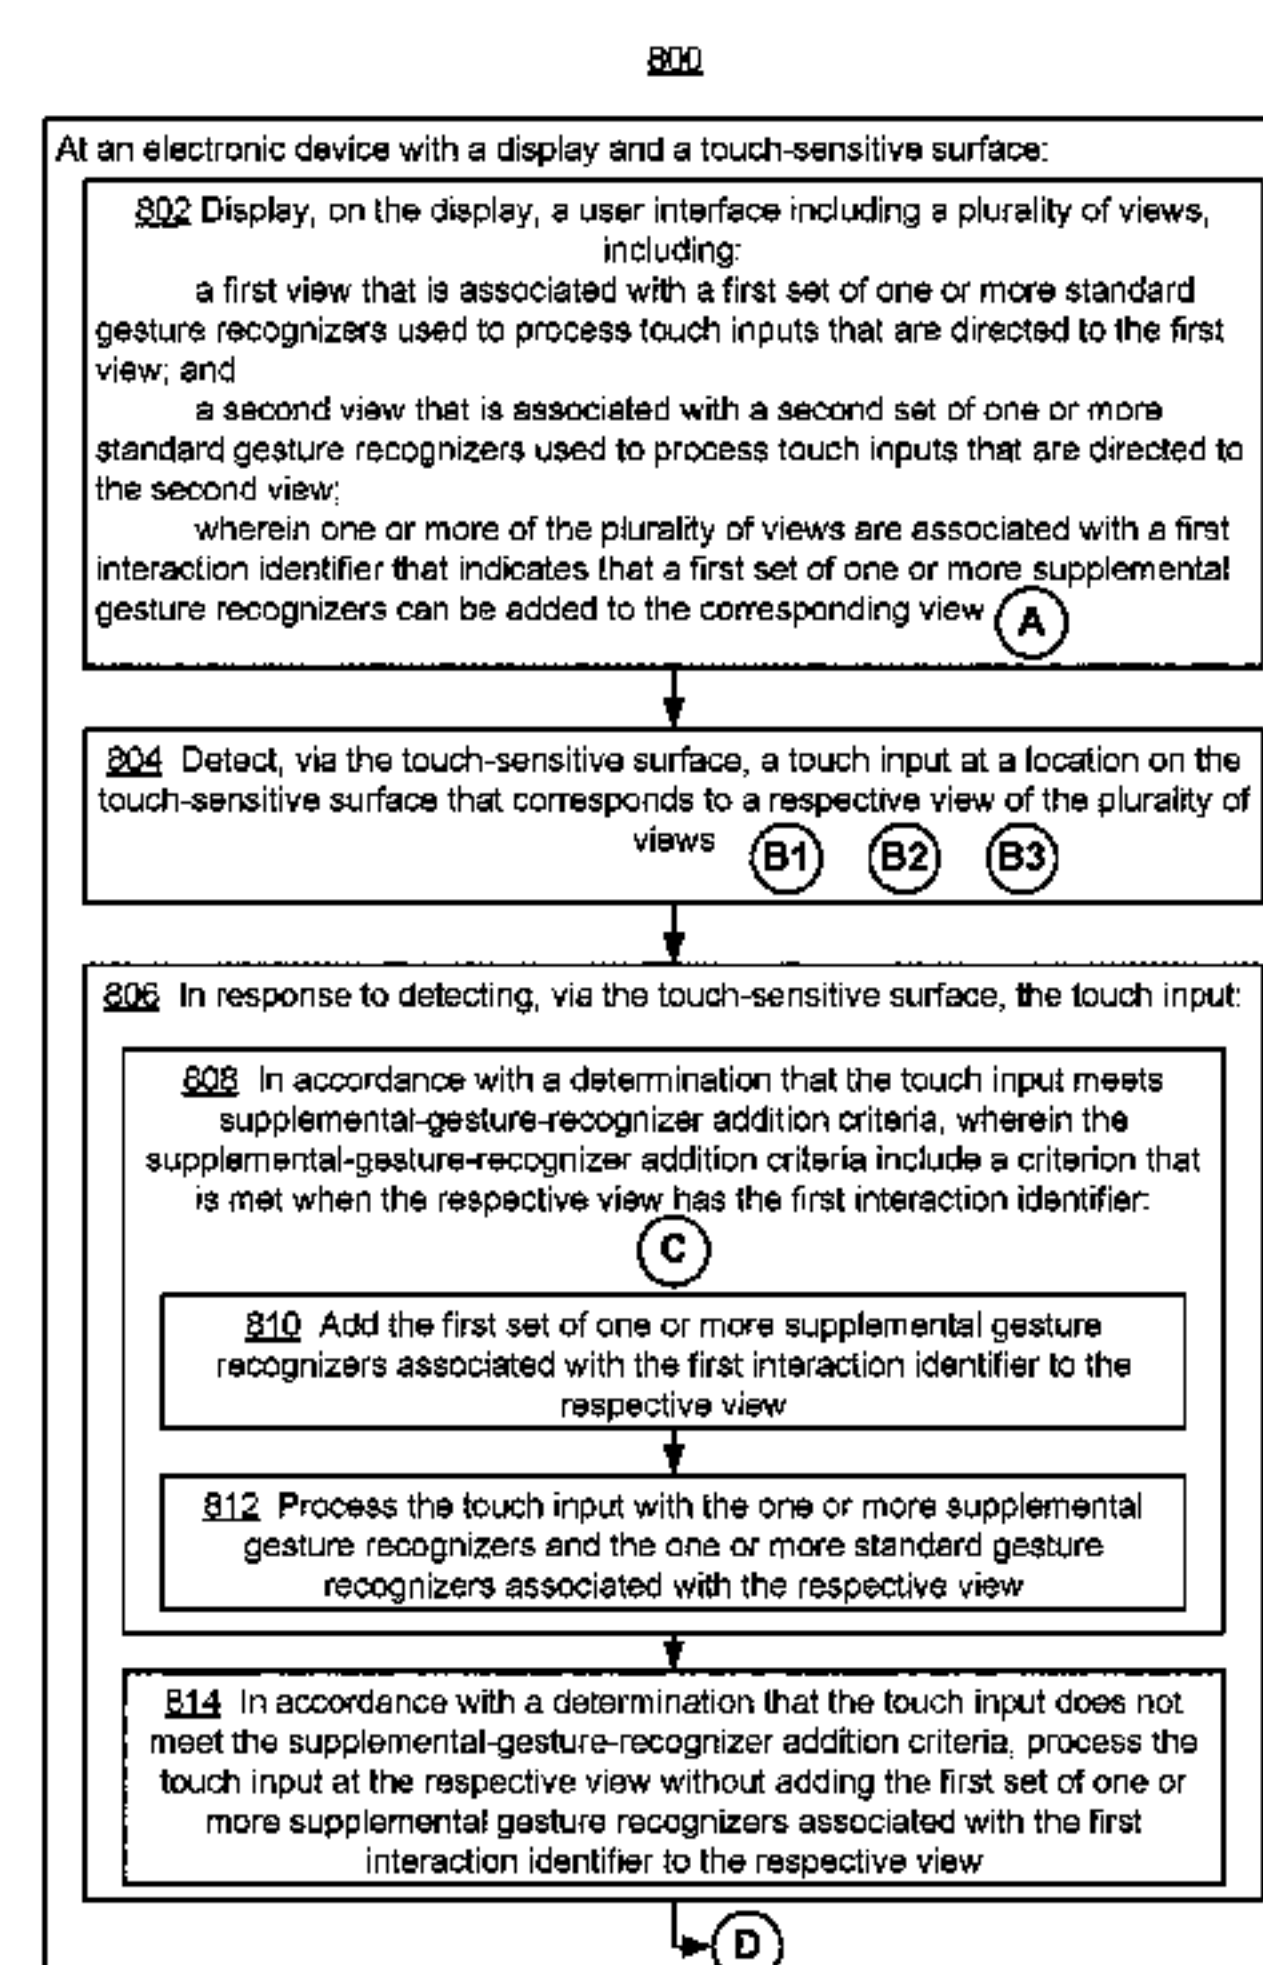 800
At an electronic device with a display and a touch-sensitive surface:
802 Display, on the display, a user interface including a plurality of views,
including:
a first view that is associated with a first set of one or more standard
gesture recognizers used to process touch inputs that are directed to the first
view; and
a second view that is associated with a second set of one or more
standard gesture recognizers used to process touch inputs that are directed to
the second view;
wherein one or more of the plurality of views are associated with a first
interaction identifier that indicates that a first set of one or more supplemental
gesture recognizers can be added to the corresponding view A
804 Detect, via the touch-sensitive surface, a touch input at a location on the
touch-sensitive surface that corresponds to a respective view of the plurality of
views B1 B2 B3
806 In response to detecting, via the touch-sensitive surface, the touch input:
808 In accordance with a determination that the touch input meets
supplemental-gesture-recognizer addition criteria, wherein the
supplemental-gesture-recognizer addition criteria include a criterion that
is met when the respective view has the first interaction identifier:
C
810 Add the first set of one or more supplemental gesture
recognizers associated with the first interaction identifier to the
respective view
812 Process the touch input with the one or more supplemental
gesture recognizers and the one or more standard gesture
recognizers associated with the respective view
814 In accordance with a determination that the touch input does not
meet the supplemental-gesture-recognizer addition criteria, process the
touch input at the respective view without adding the first set of one or
more supplemental gesture recognizers associated with the first
interaction identifier to the respective view
D